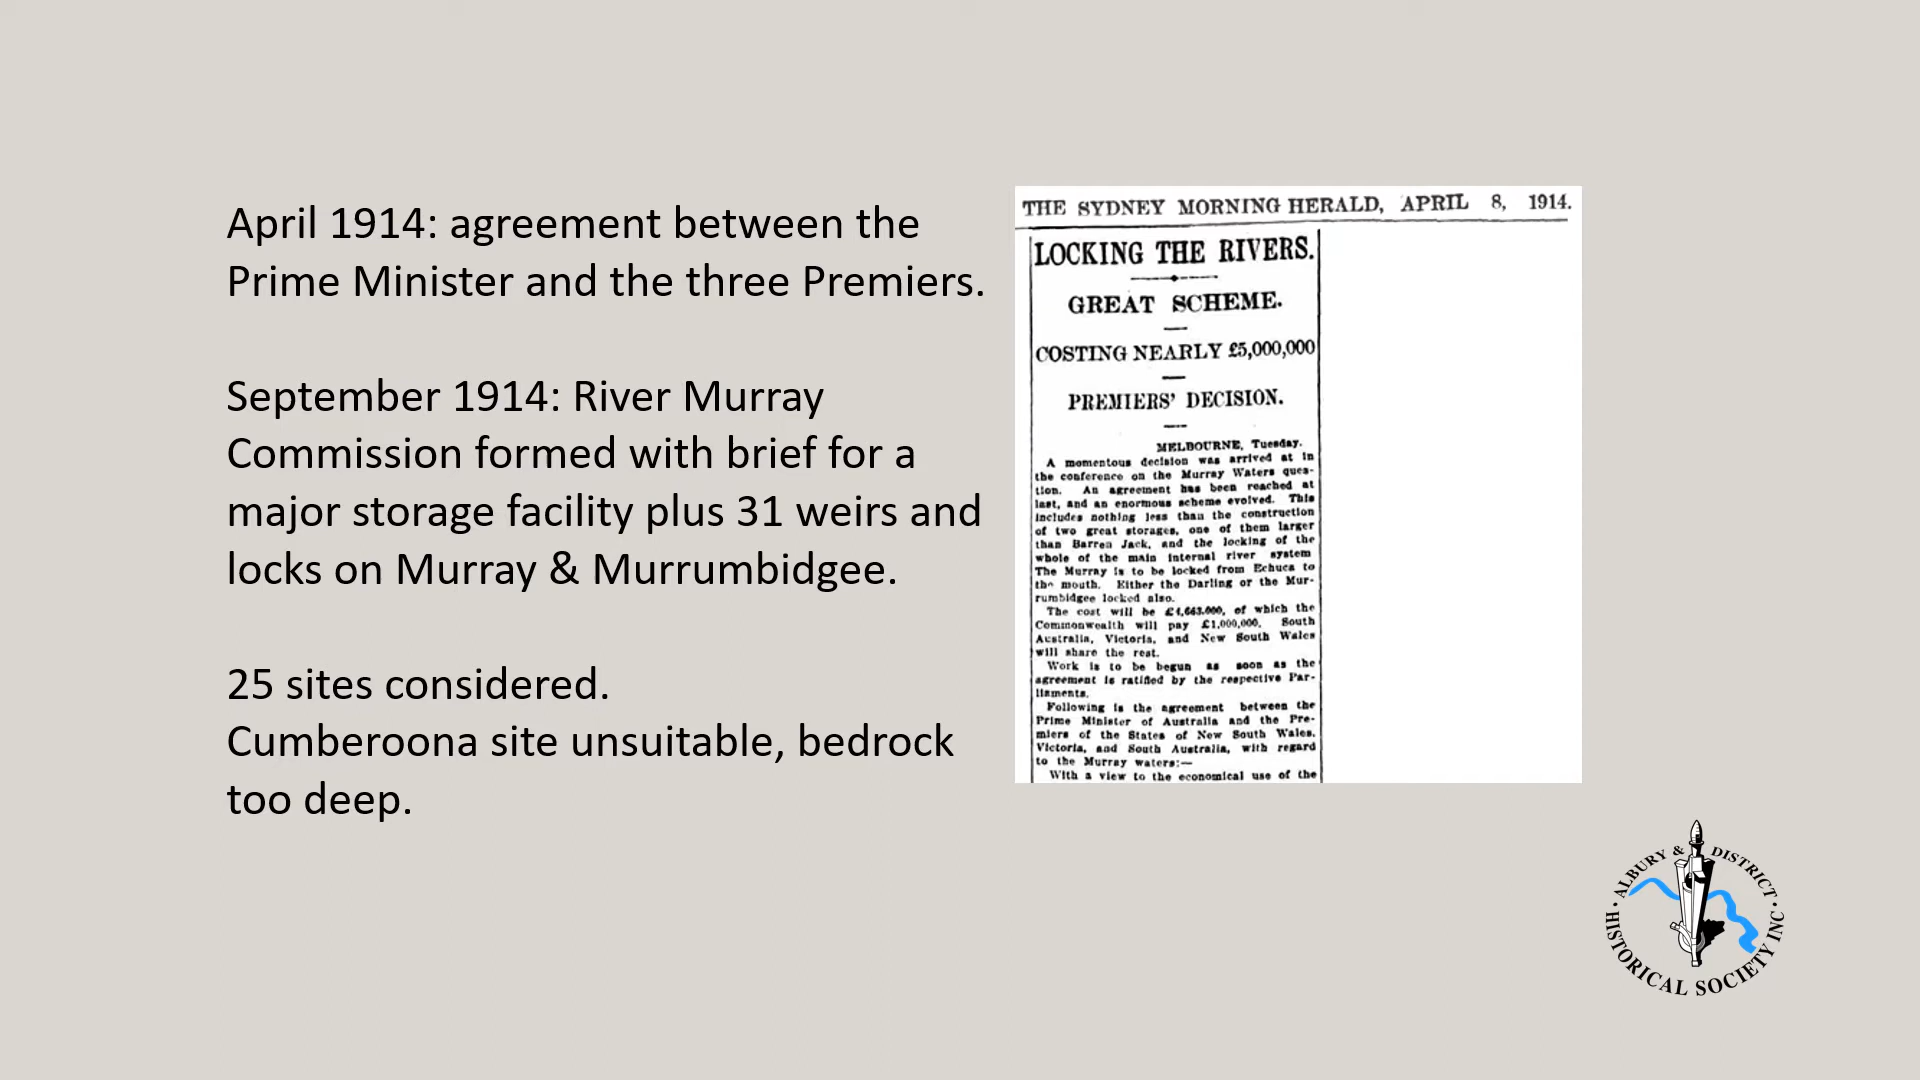 April 1914: agreement between the
Prime Minister and the three Premiers.
September 1914: River Murray
Commission formed with brief for a
major storage facility plus 31 weirs and
locks on Murray & Murrumbidgee.
25 sites considered.
Cumberoona site unsuitable, bedrock
too deep.
THE SYDNEY MORNING HERALD, APRIL 8, 1914.
LOCKING THE RIVERS.
GREAT SCHEME.
COSTING NEARLY £5,000,000
PREMIERS' DECISION.
MELBOURNE, Tuesday.
A momentous decision was arrived at in
the conference on the Murray Waters ques-
tion. An agreement has been reached at
last, and an enormous scheme evolved. This
includes nothing less than the construction
of two great storages, one of them larger
than Barren Jack, and the locking of the
whole of the main internal river system
The Murray is to be locked from Echuca to
the mouth. Either the Darling or the Mur-
rumbidgee locked also.
The cost will be £4,663,000, of which the
Commonwealth will pay £1,000,000. South
Australia, Victoria, and New South Wales
will share the rest.
Work is to be begun as soon as the
agreement is ratified by the respective Par-
liaments.
Following is the agreement between the
Prime Minister of Australia and the Pre-
miers of the States of New South Wales,
Victoria, and South Australia, with regard
to the Murray waters:—
With a view to the economical use of the
ALBURY & DISTRICT
HISTORICAL SOCIETY INC